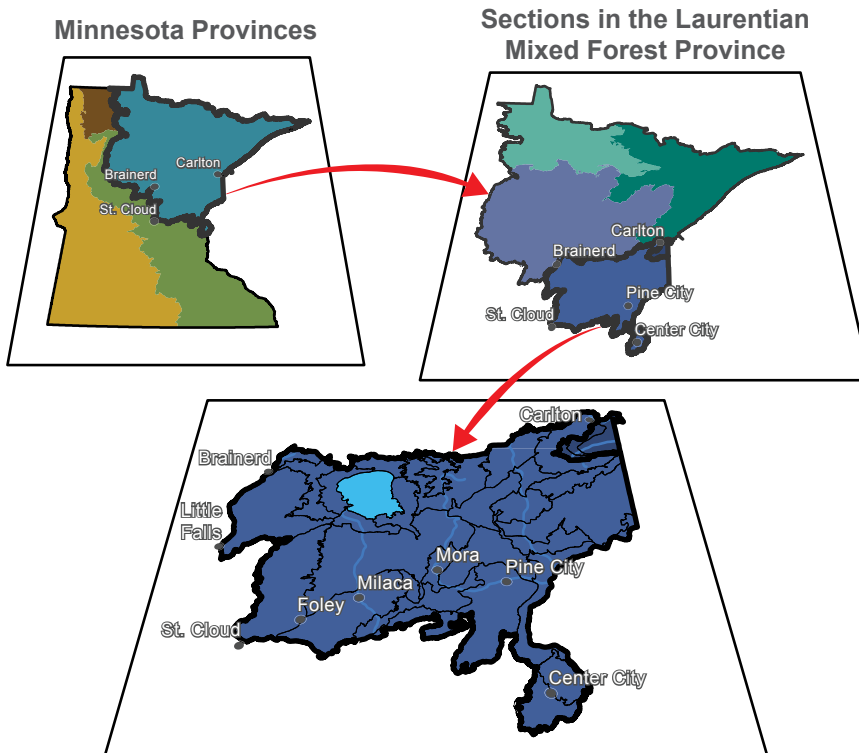 Minnesota Provinces
Carlton
Brainerd
St. Cloud
Sections in the Laurentian
Mixed Forest Province
Carlton
Brainerd
Pine City
St. Cloud
Center City
Carlton
Brainerd
Little
Falls
Mora
Pine City
Milaca
Foley
St. Cloud
Center City